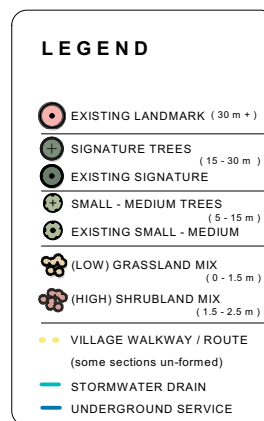 LEGEND
EXISTING LANDMARK ( 30 m + )
SIGNATURE TREES
( 15 - 30 m )
EXISTING SIGNATURE
SMALL - MEDIUM TREES
( 5 - 15 m )
EXISTING SMALL - MEDIUM
(LOW) GRASSLAND MIX
( 0 - 1.5 m )
(HIGH) SHRUBLAND MIX
( 1.5 - 2.5 m )
VILLAGE WALKWAY / ROUTE
(some sections un-formed)
STORMWATER DRAIN
UNDERGROUND SERVICE